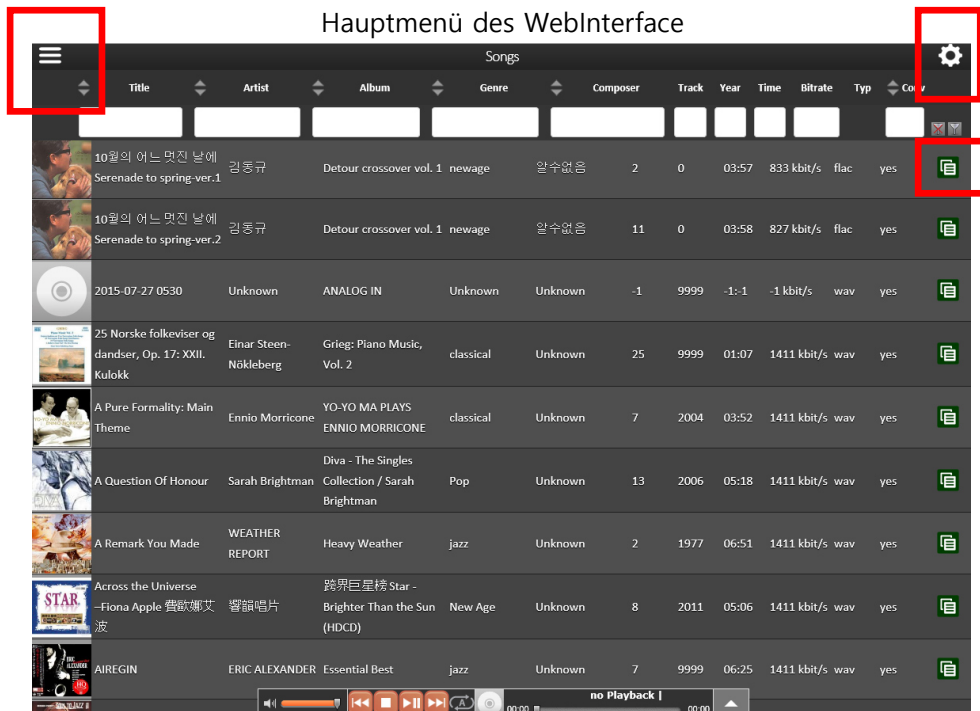 Hauptmenü des WebInterface
Songs
Title Artist Album Genre Composer Track Year Time Bitrate Typ Conv
10월의 어느 멋진 날에
Serenade to spring-ver.1
김동규 Detour crossover vol. 1 newage 알수없음 2 0 03:57 833 kbit/s flac yes
10월의 어느 멋진 날에
Serenade to spring-ver.2
김동규 Detour crossover vol. 1 newage 알수없음 11 0 03:58 827 kbit/s flac yes
2015-07-27 0530 Unknown ANALOG IN Unknown Unknown -1 9999 -1:-1 -1 kbit/s wav yes
25 Norske folkeviser og
dandser, Op. 17: XXII.
Kulokk
Einar Steen-
Nökleberg
Grieg: Piano Music,
Vol. 2
classical Unknown 25 9999 01:07 1411 kbit/s wav yes
A Pure Formality: Main
Theme
Ennio Morricone
YO-YO MA PLAYS
ENNIO MORRICONE
classical Unknown 7 2004 03:52 1411 kbit/s wav yes
A Question Of Honour Sarah Brightman
Diva - The Singles
Collection / Sarah
Brightman
Pop Unknown 13 2006 05:18 1411 kbit/s wav yes
A Remark You Made
WEATHER
REPORT
Heavy Weather jazz Unknown 2 1977 06:51 1411 kbit/s wav yes
Across the Universe
–Fiona Apple 費歐娜艾
波
響韻唱片
跨界巨星榜 Star -
Brighter Than the Sun
(HDCD)
New Age Unknown 8 2011 05:06 1411 kbit/s wav yes
STAR
AIREGIN ERIC ALEXANDER Essential Best jazz Unknown 7 9999 06:25 1411 kbit/s wav yes
A
no Playback |
00:00 00:00